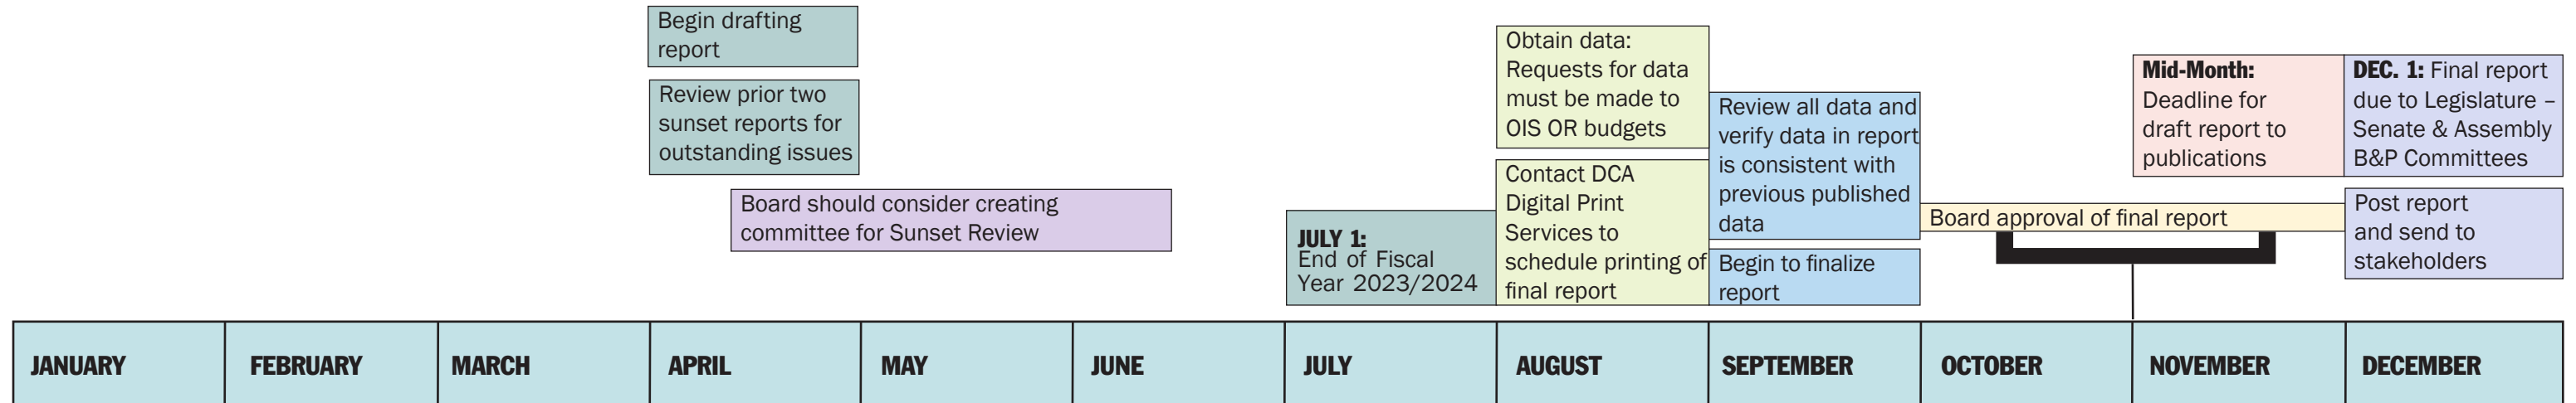 Begin drafting
report
Review prior two
sunset reports for
outstanding issues
Board should consider creating
committee for Sunset Review
JULY 1:
End of Fiscal
Year 2023/2024
Obtain data:
Requests for data
must be made to
OIS OR budgets
Contact DCA
Digital Print
Services to
schedule printing of
final report
Review all data and
verify data in report
is consistent with
previous published
data
Begin to finalize
report
Board approval of final report
Mid-Month:
Deadline for
draft report to
publications
DEC. 1: Final report
due to Legislature –
Senate & Assembly
B&P Committees
Post report
and send to
stakeholders
JANUARY
FEBRUARY
MARCH
APRIL
MAY
JUNE
JULY
AUGUST
SEPTEMBER
OCTOBER
NOVEMBER
DECEMBER